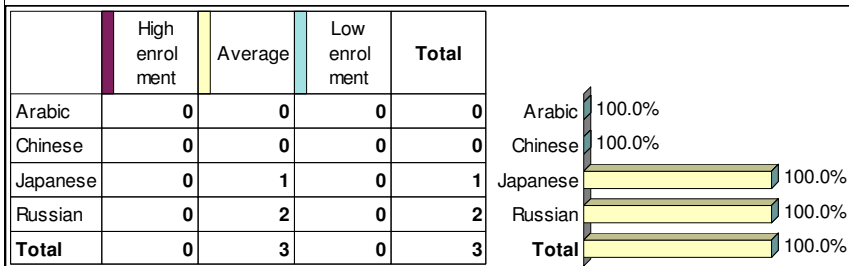 High enrol ment Average Low enrol ment Total
Arabic 0 0 0 0
Chinese 0 0 0 0
Japanese 0 1 0 1
Russian 0 2 0 2
Total 0 3 0 3
Arabic 100.0%
Chinese 100.0%
Japanese 100.0%
Russian 100.0%
Total 100.0%